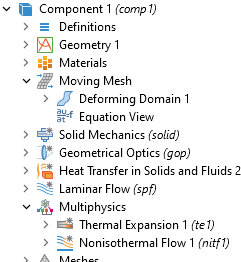 Component 1 (comp1)
Definitions
Geometry 1
Materials
Moving Mesh
Deforming Domain 1
Equation View
Solid Mechanics (solid)
Geometrical Optics (gop)
Heat Transfer in Solids and Fluids 2
Laminar Flow (spf)
Multiphysics
Thermal Expansion 1 (te1)
Nonisothermal Flow 1 (nitf1)
Meshes